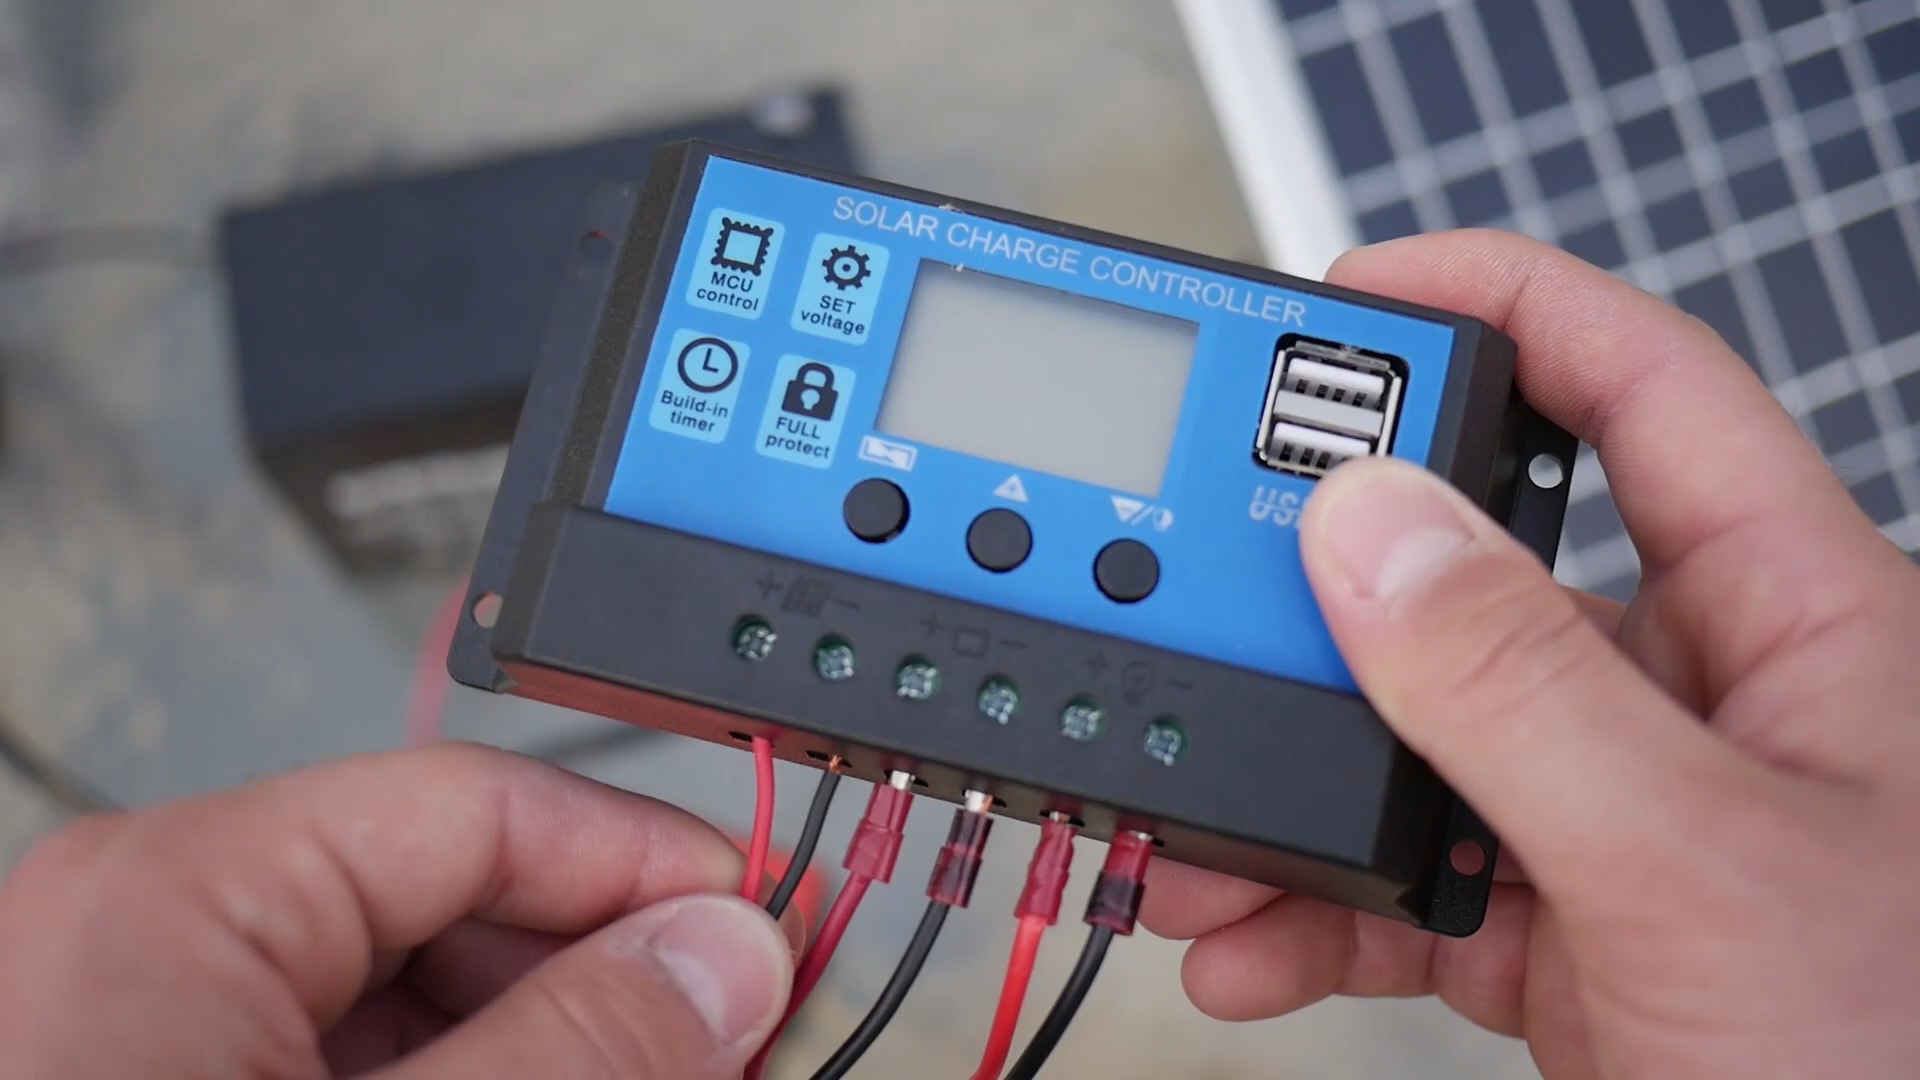 SOLAR CHARGE CONTROLLER
MCU
control
SET
voltage
Build-in
timer
FULL
protect